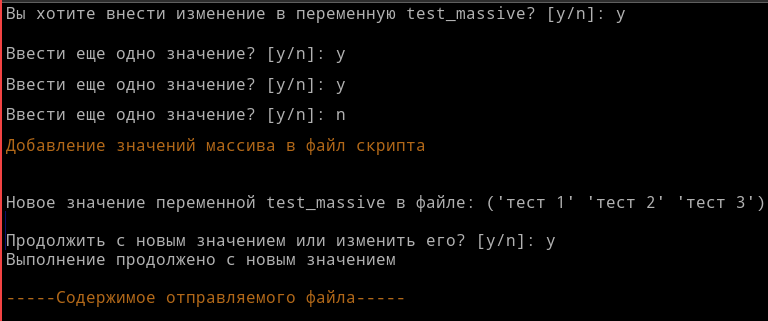 Вы хотите внести изменение в переменную test_massive? [y/n]: y
Ввести еще одно значение? [y/n]: y
Ввести еще одно значение? [y/n]: y
Ввести еще одно значение? [y/n]: n
Добавление значений массива в файл скрипта
Новое значение переменной test_massive в файле: ('тест 1' 'тест 2' 'тест 3')
Продолжить с новым значением или изменить его? [y/n]: y
Выполнение продолжено с новым значением
-----Содержимое отправляемого файла-----